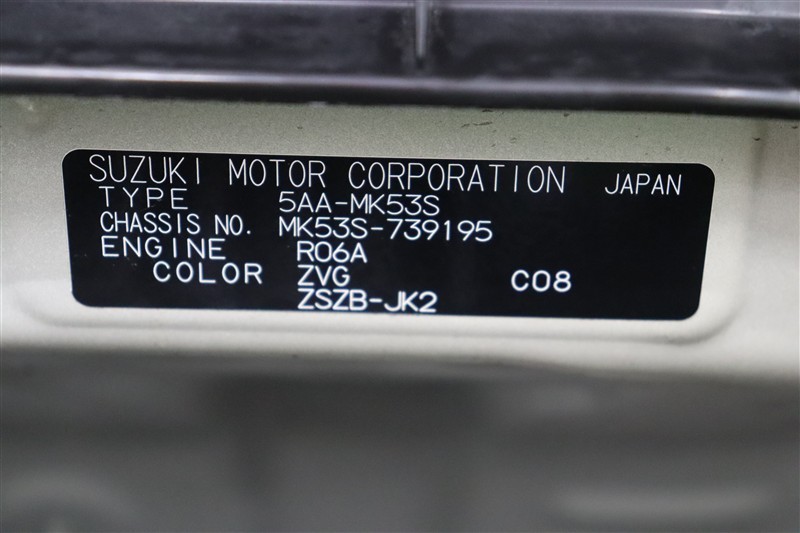 SUZUKI MOTOR CORPORATION JAPAN
TYPE 5AA-MK53S
CHASSIS NO. MK53S-739195
ENGINE R06A
COLOR ZVG C08
ZSZB-JK2